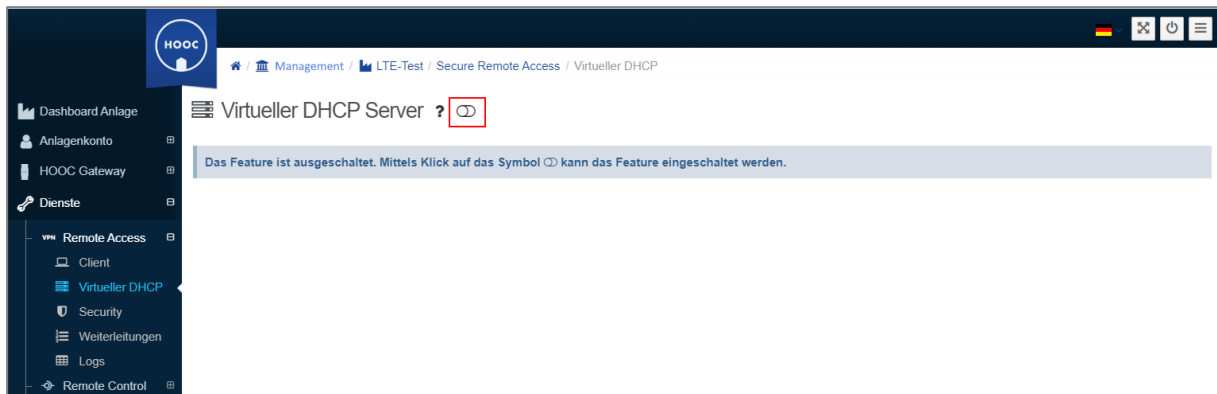 HOOC
Management / LTE-Test / Secure Remote Access / Virtueller DHCP
Dashboard Anlage
Anlagenkonto
HOOC Gateway
Dienste
VPN Remote Access
Client
Virtueller DHCP
Security
Weiterleitungen
Logs
Remote Control
Virtueller DHCP Server ?
Das Feature ist ausgeschaltet. Mittels Klick auf das Symbol kann das Feature eingeschaltet werden.